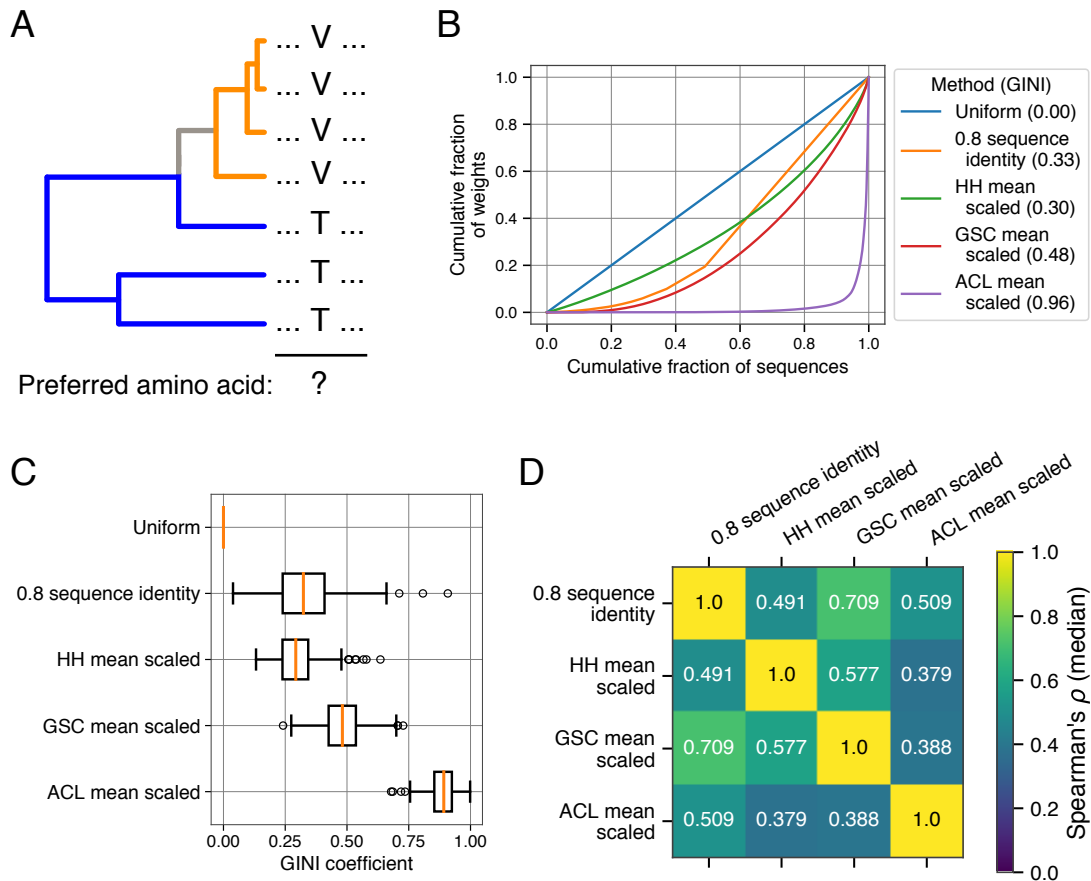 A
... V ...
... V ...
... V ...
... V ...
... T ...
... T ...
... T ...
Preferred amino acid: ?
B
Cumulative fraction
of weights
1.0
0.8
0.6
0.4
0.2
0.0
0.0 0.2 0.4 0.6 0.8 1.0
Cumulative fraction of sequences
Method (GINI)
Uniform (0.00)
0.8 sequence
identity (0.33)
HH mean
scaled (0.30)
GSC mean
scaled (0.48)
ACL mean
scaled (0.96)
C
Uniform
0.8 sequence identity
HH mean scaled
GSC mean scaled
ACL mean scaled
0.00 0.25 0.50 0.75 1.00
GINI coefficient
D
0.8 sequence identity
HH mean scaled
GSC mean scaled
ACL mean scaled
0.8 sequence
identity
1.0 0.491 0.709 0.509
HH mean
scaled
0.491 1.0 0.577 0.379
GSC mean
scaled
0.709 0.577 1.0 0.388
ACL mean
scaled
0.509 0.379 0.388 1.0
1.0
0.8
0.6
0.4
0.2
0.0
Spearman's ρ (median)